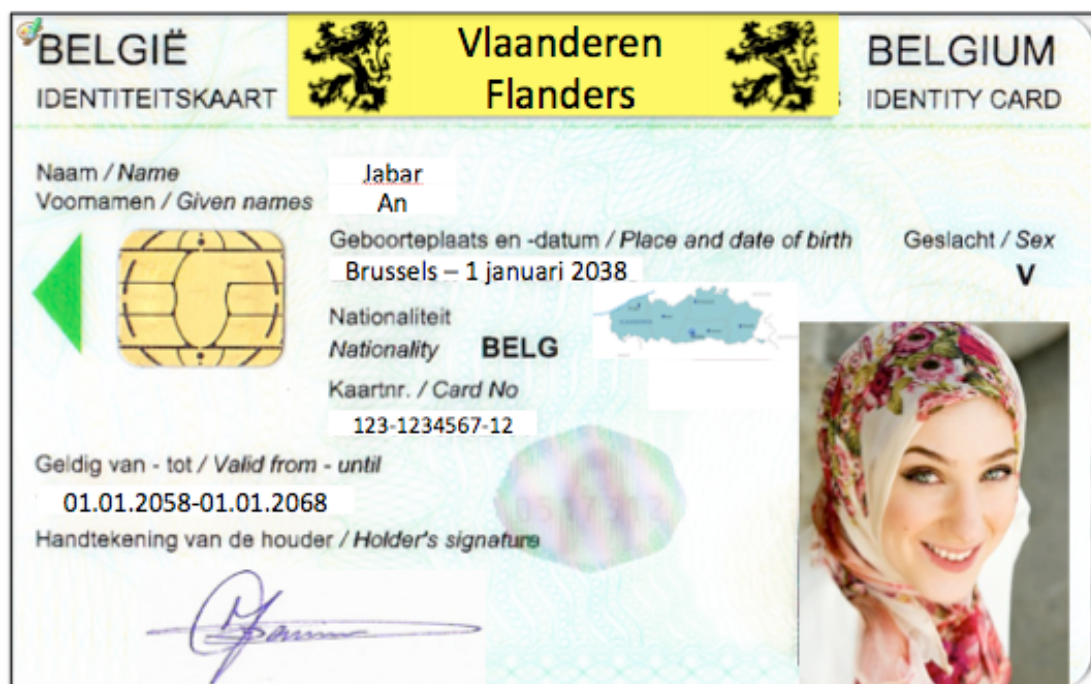 BELGIË
IDENTITEITSKAART
Vlaanderen
Flanders
BELGIUM
IDENTITY CARD
Naam / Name
Jabar
Voornamen / Given names
An
Geboorteplaats en -datum / Place and date of birth
Brussels – 1 januari 2038
Geslacht / Sex
V
Nationaliteit
Nationality BELG
Kaartnr. / Card No
123-1234567-12
Geldig van - tot / Valid from - until
01.01.2058-01.01.2068
Handtekening van de houder / Holder's signature